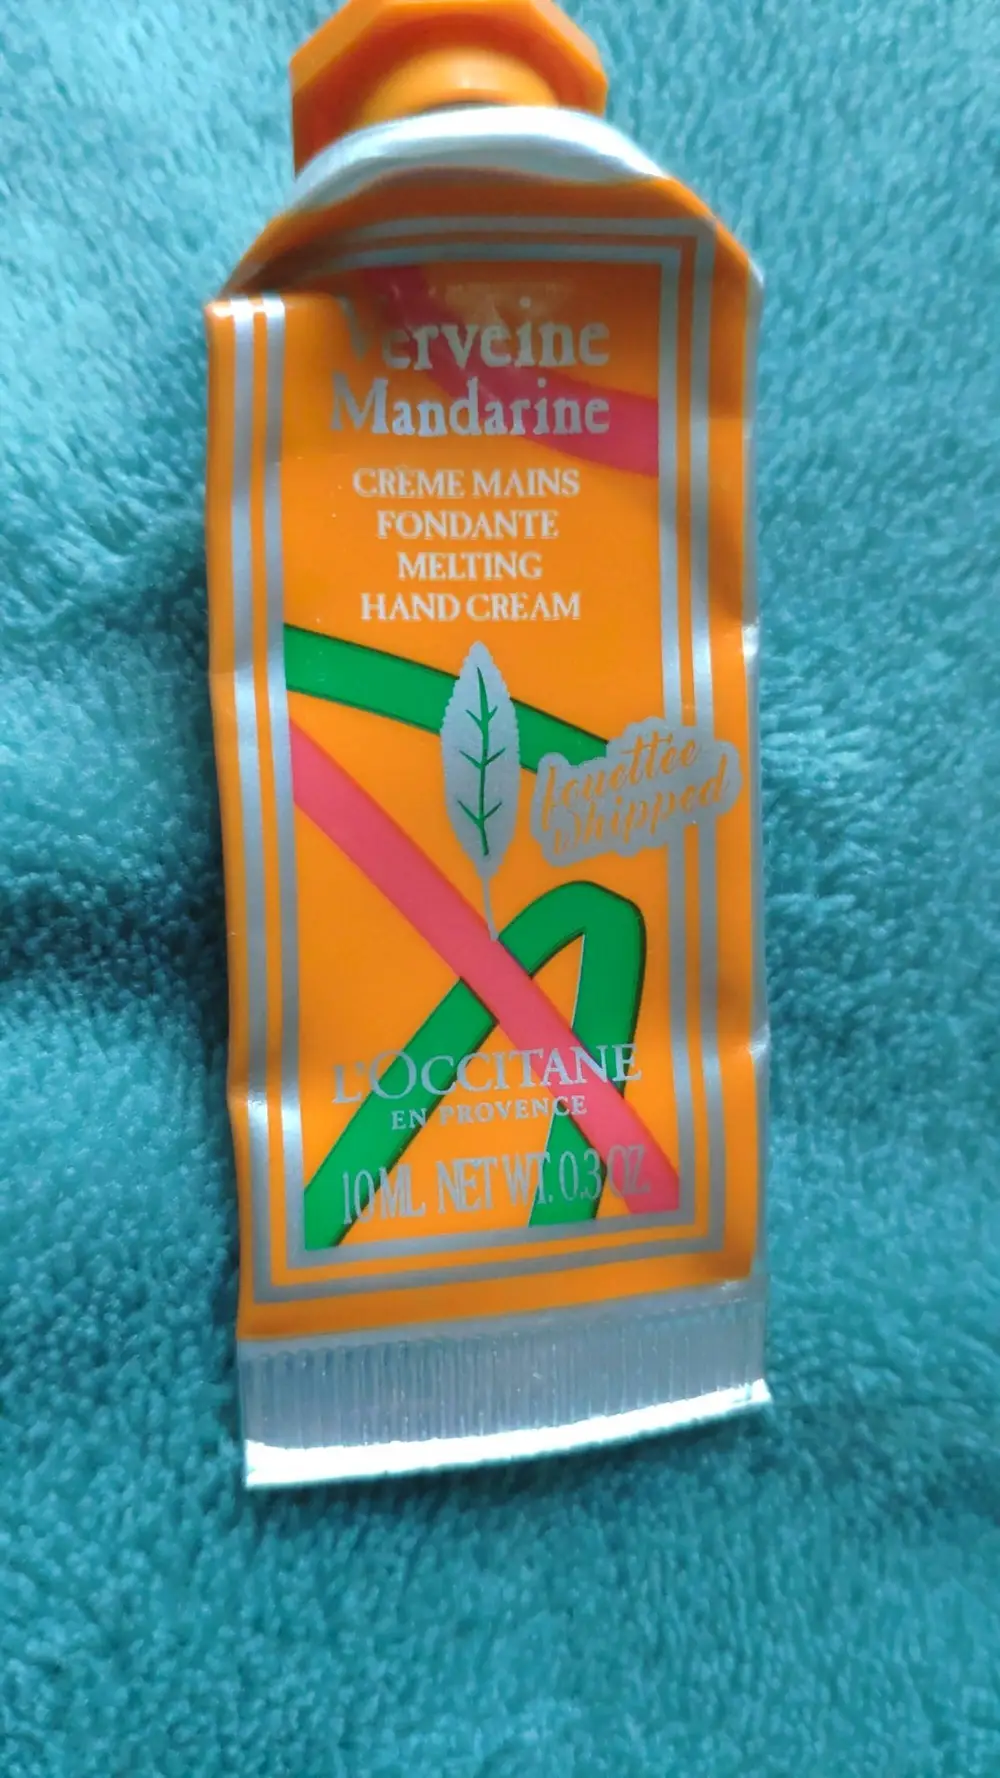 Verveine
Mandarine
CRÈME MAINS
FONDANTE
MELTING
HAND CREAM
fouettée
whipped
L'OCCITANE
EN PROVENCE
10 ML NET WT. 0.3 OZ.